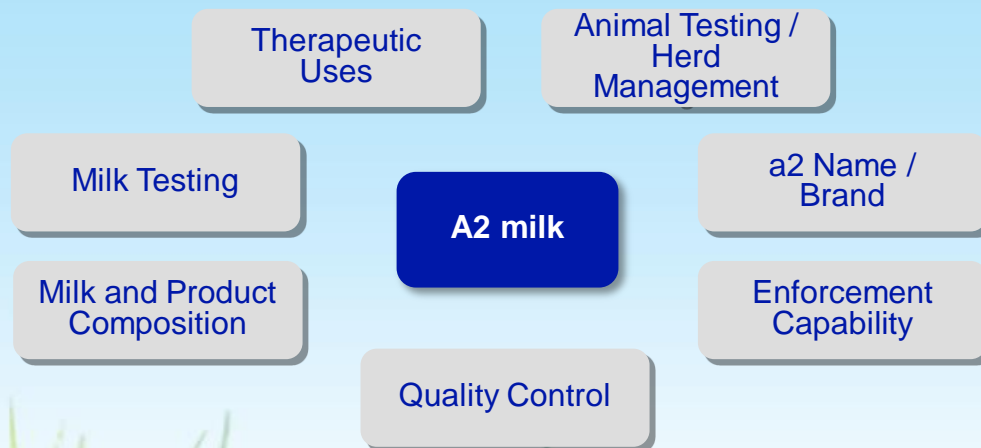 Therapeutic
Uses
Animal Testing /
Herd
Management
Milk Testing
A2 milk
a2 Name /
Brand
Milk and Product
Composition
Enforcement
Capability
Quality Control